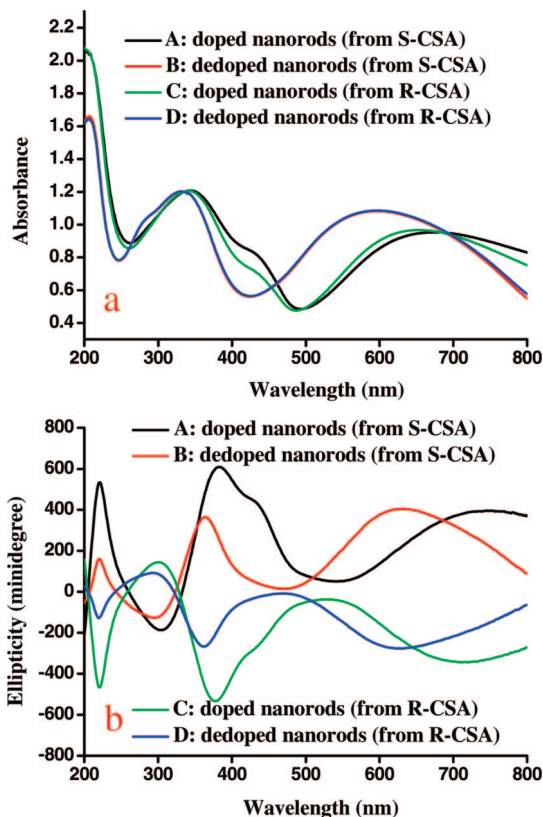 A: doped nanorods (from S-CSA)
B: dedoped nanorods (from S-CSA)
C: doped nanorods (from R-CSA)
D: dedoped nanorods (from R-CSA)
Absorbance
2.2
2.0
1.8
1.6
1.4
1.2
1.0
0.8
0.6
0.4
a
200 300 400 500 600 700 800
Wavelength (nm)
A: doped nanorods (from S-CSA)
B: dedoped nanorods (from S-CSA)
Ellipticity (minidegree)
800
600
400
200
0
-200
-400
-600
-800
b
C: doped nanorods (from R-CSA)
D: dedoped nanorods (from R-CSA)
200 300 400 500 600 700 800
Wavelength (nm)